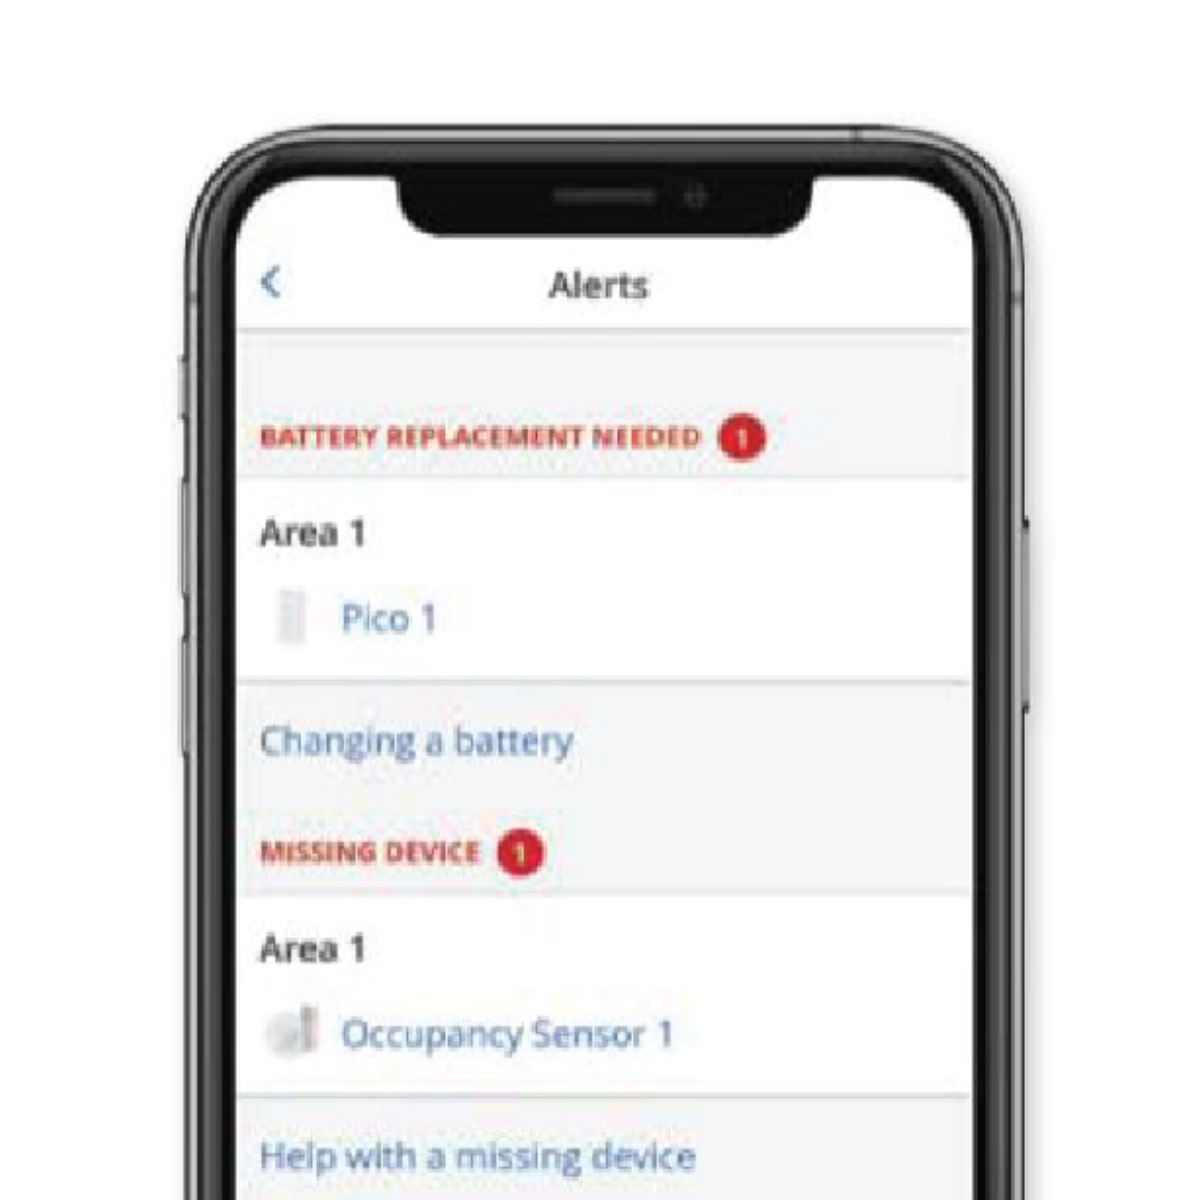 Alerts
BATTERY REPLACEMENT NEEDED 1
Area 1
Pico 1
Changing a battery
MISSING DEVICE 1
Area 1
Occupancy Sensor 1
Help with a missing device